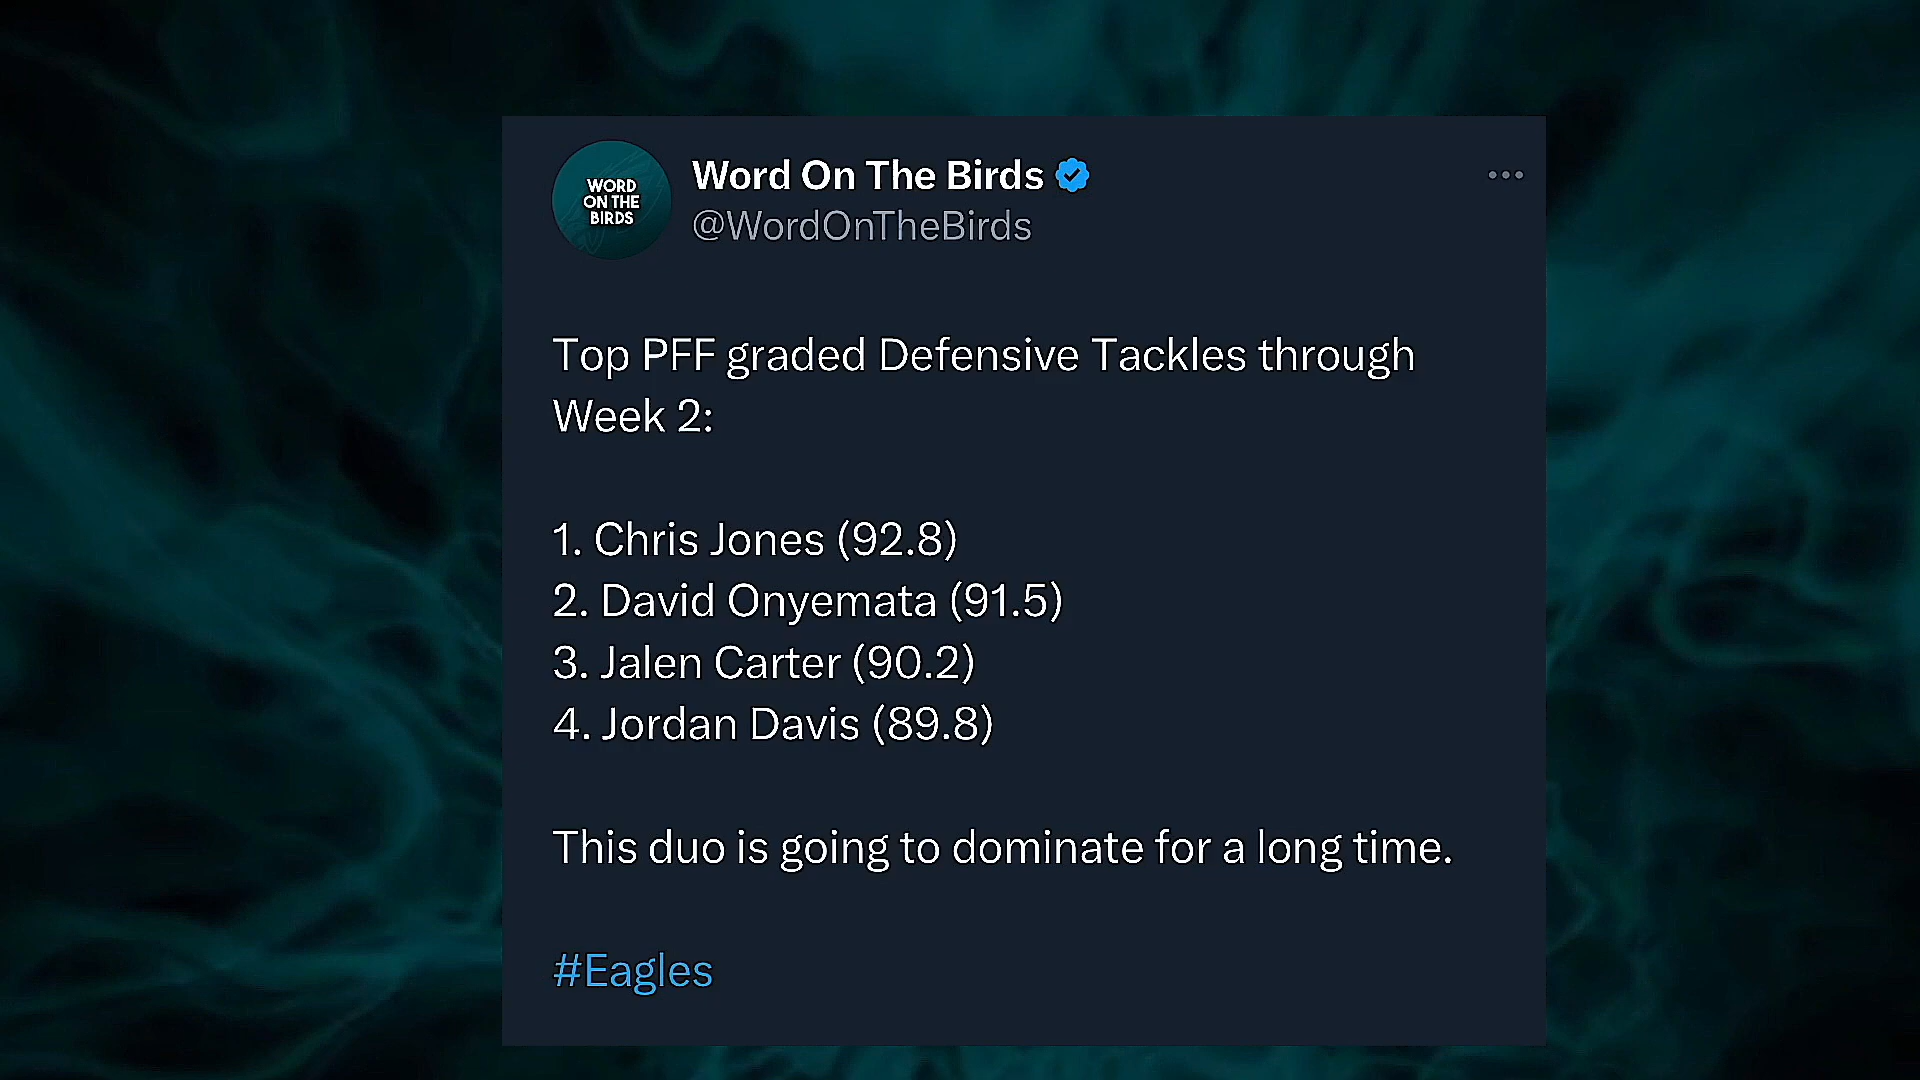 WORD
ON THE
BIRDS
Word On The Birds
@WordOnTheBirds
Top PFF graded Defensive Tackles through
Week 2:
1. Chris Jones (92.8)
2. David Onyemata (91.5)
3. Jalen Carter (90.2)
4. Jordan Davis (89.8)
This duo is going to dominate for a long time.
#Eagles